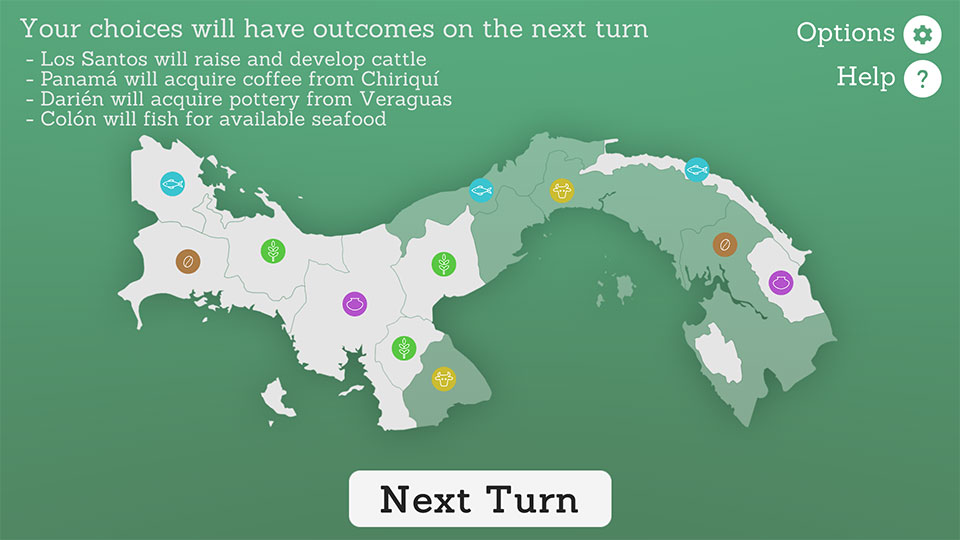 Your choices will have outcomes on the next turn
- Los Santos will raise and develop cattle
- Panamá will acquire coffee from Chiriquí
- Darién will acquire pottery from Veraguas
- Colón will fish for available seafood
Options
Help
?
Next Turn